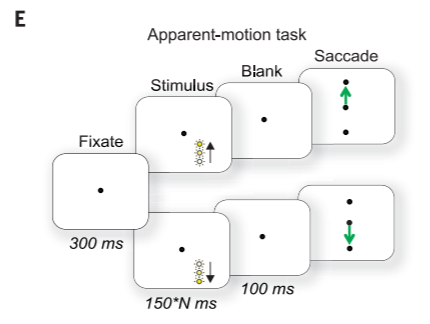 E
Apparent-motion task
Saccade
Blank
Stimulus
Fixate
300 ms
100 ms
150*N ms